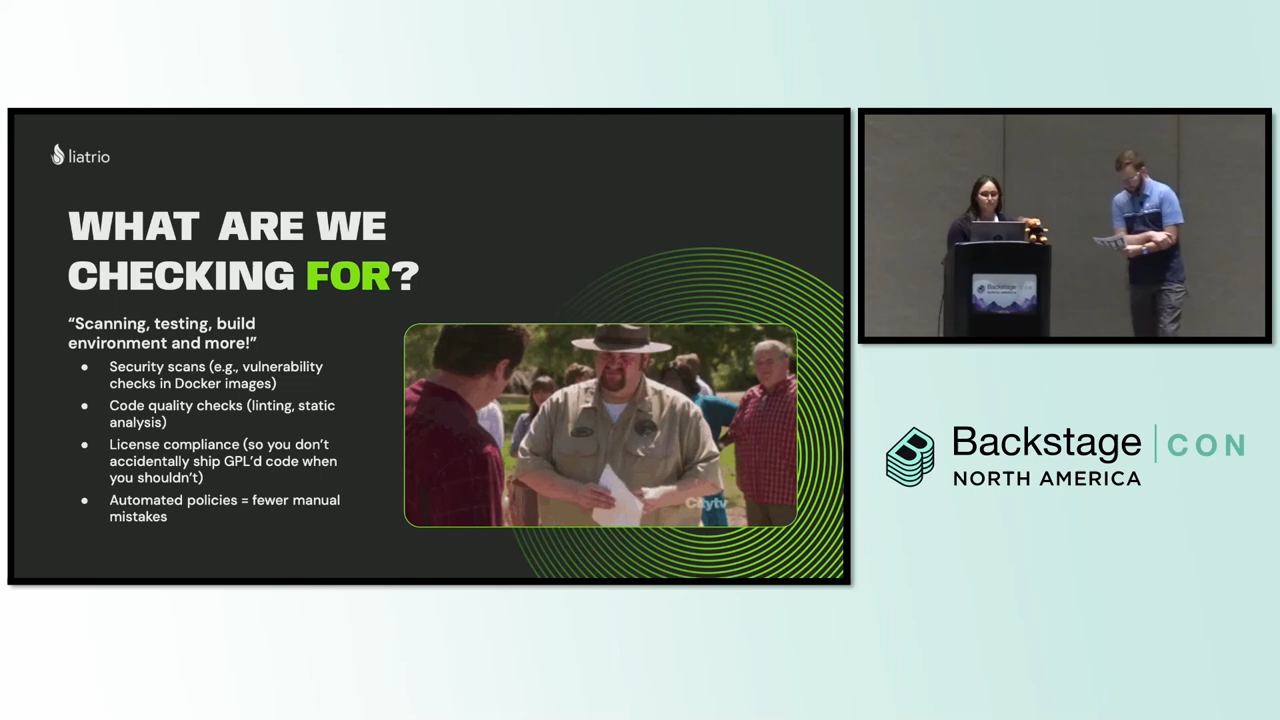 liatrio
WHAT ARE WE
CHECKING FOR?
“Scanning, testing, build
environment and more!”
● Security scans (e.g., vulnerability
checks in Docker images)
● Code quality checks (linting, static
analysis)
● License compliance (so you don’t
accidentally ship GPL’d code when
you shouldn’t)
● Automated policies = fewer manual
mistakes
Citytv
Backstage
Backstage | CON
NORTH AMERICA